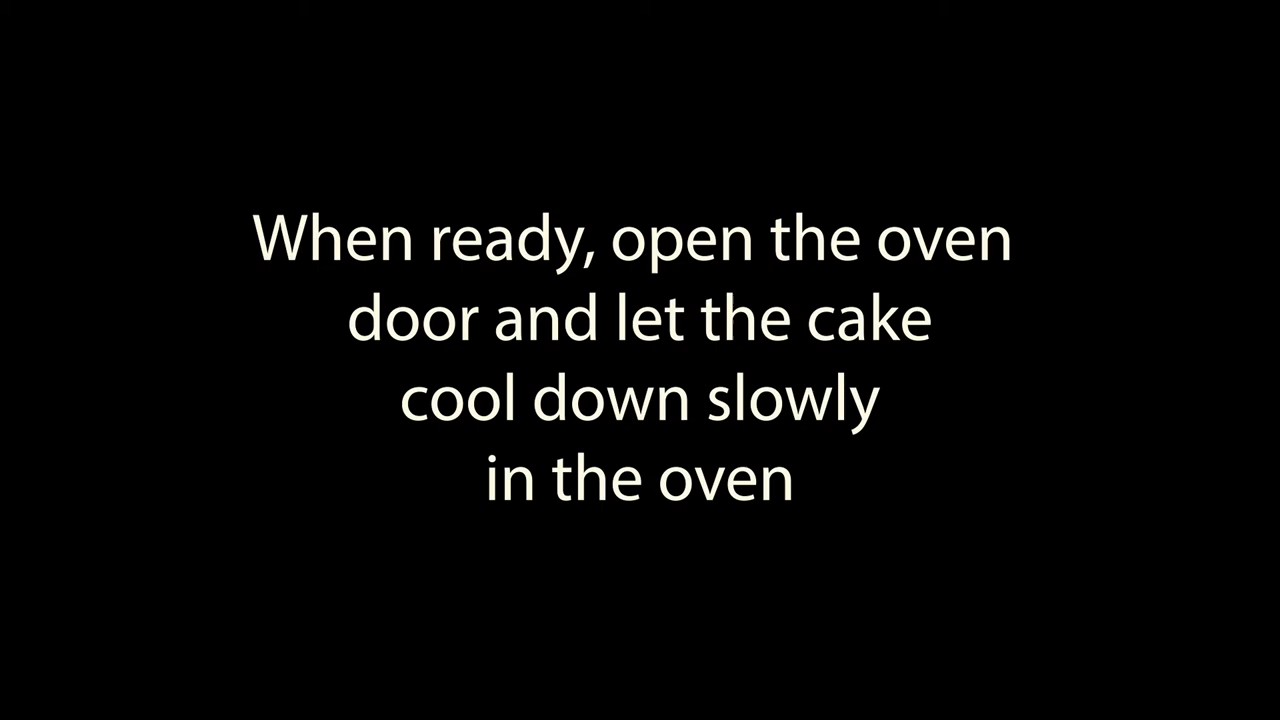 When ready, open the oven
door and let the cake
cool down slowly
in the oven